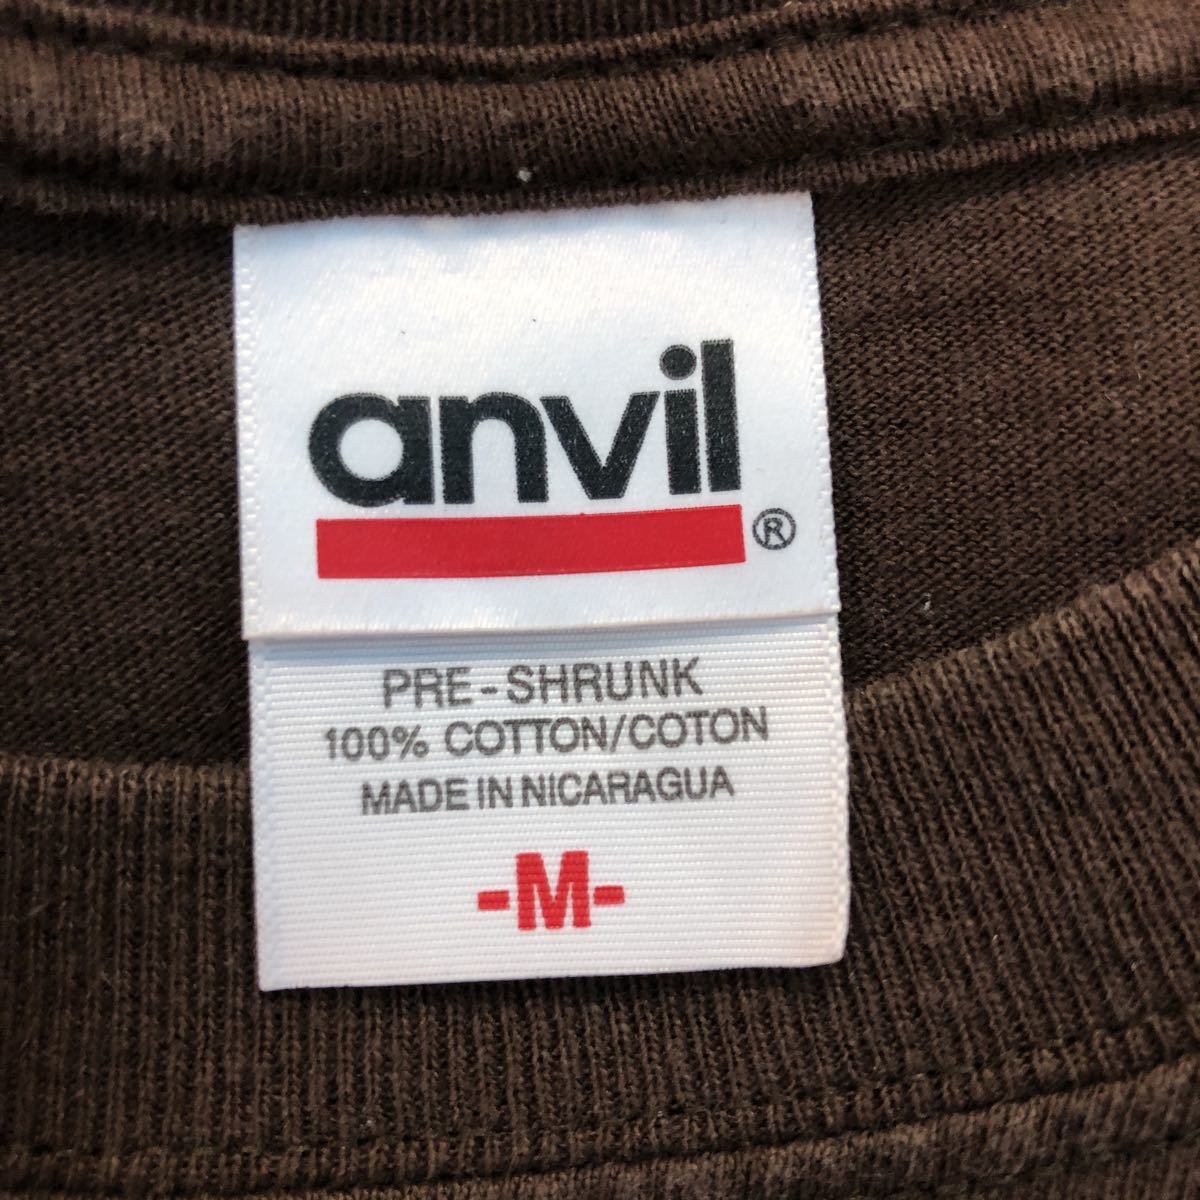 anvil
®
PRE-SHRUNK
100% COTTON/COTON
MADE IN NICARAGUA
-M-